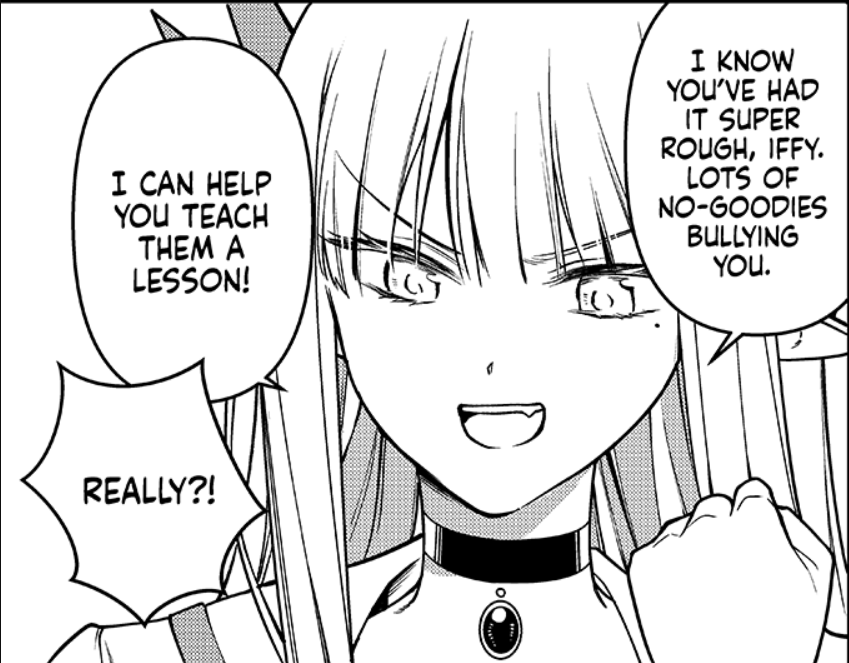 I KNOW
YOU'VE HAD
IT SUPER
ROUGH, IFFY.
LOTS OF
NO-GOODIES
BULLYING
YOU.
I CAN HELP
YOU TEACH
THEM A
LESSON!
REALLY?!